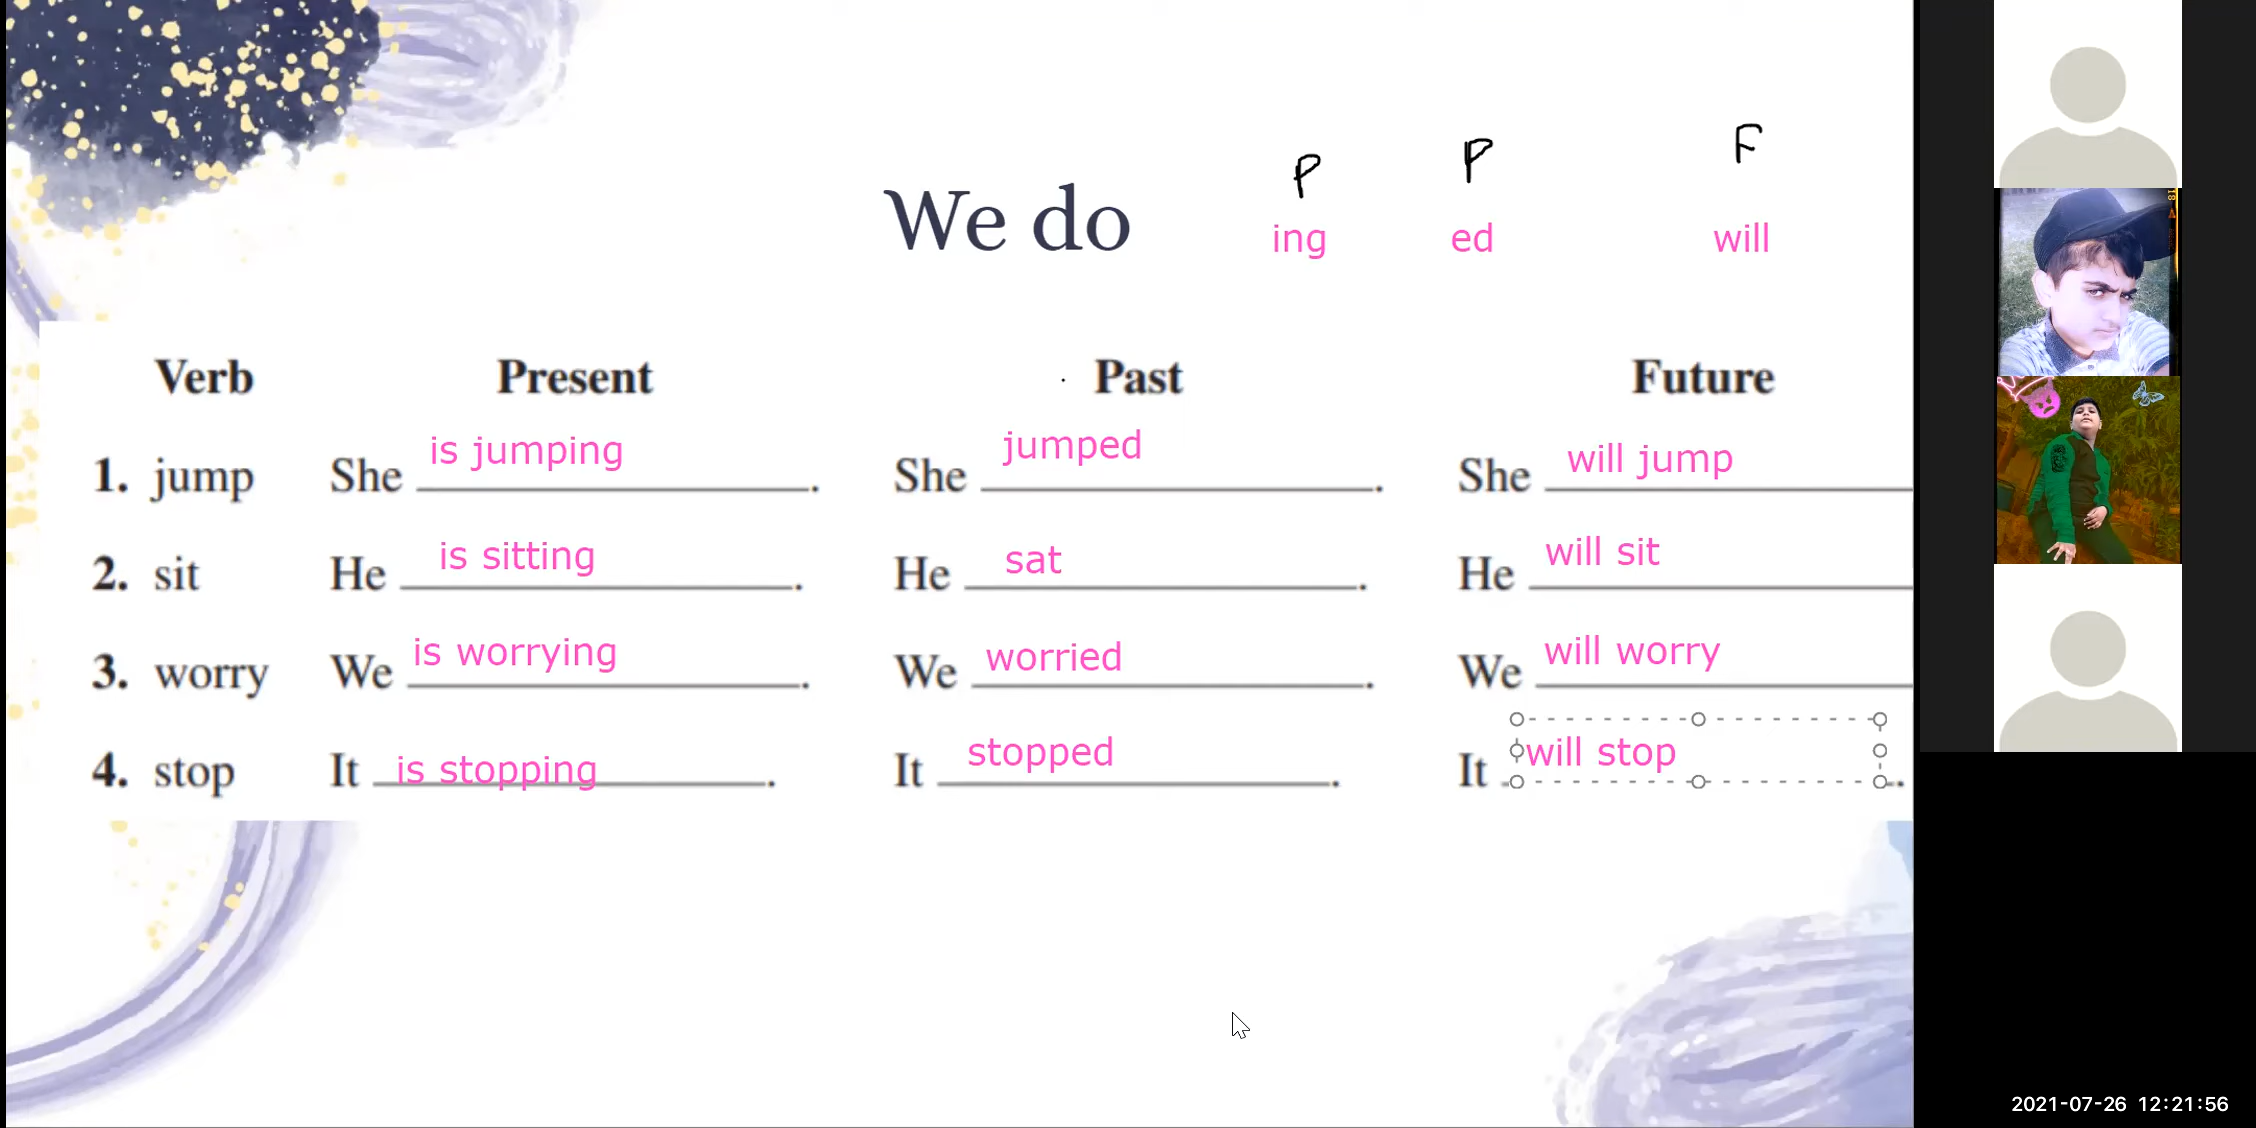 P P F
We do ing ed will
Verb Present Past Future
1. jump She is jumping. She jumped. She will jump
2. sit He is sitting. He sat. He will sit
3. worry We is worrying. We worried. We will worry
4. stop It is stopping. It stopped. It will stop.
2021-07-26 12:21:56